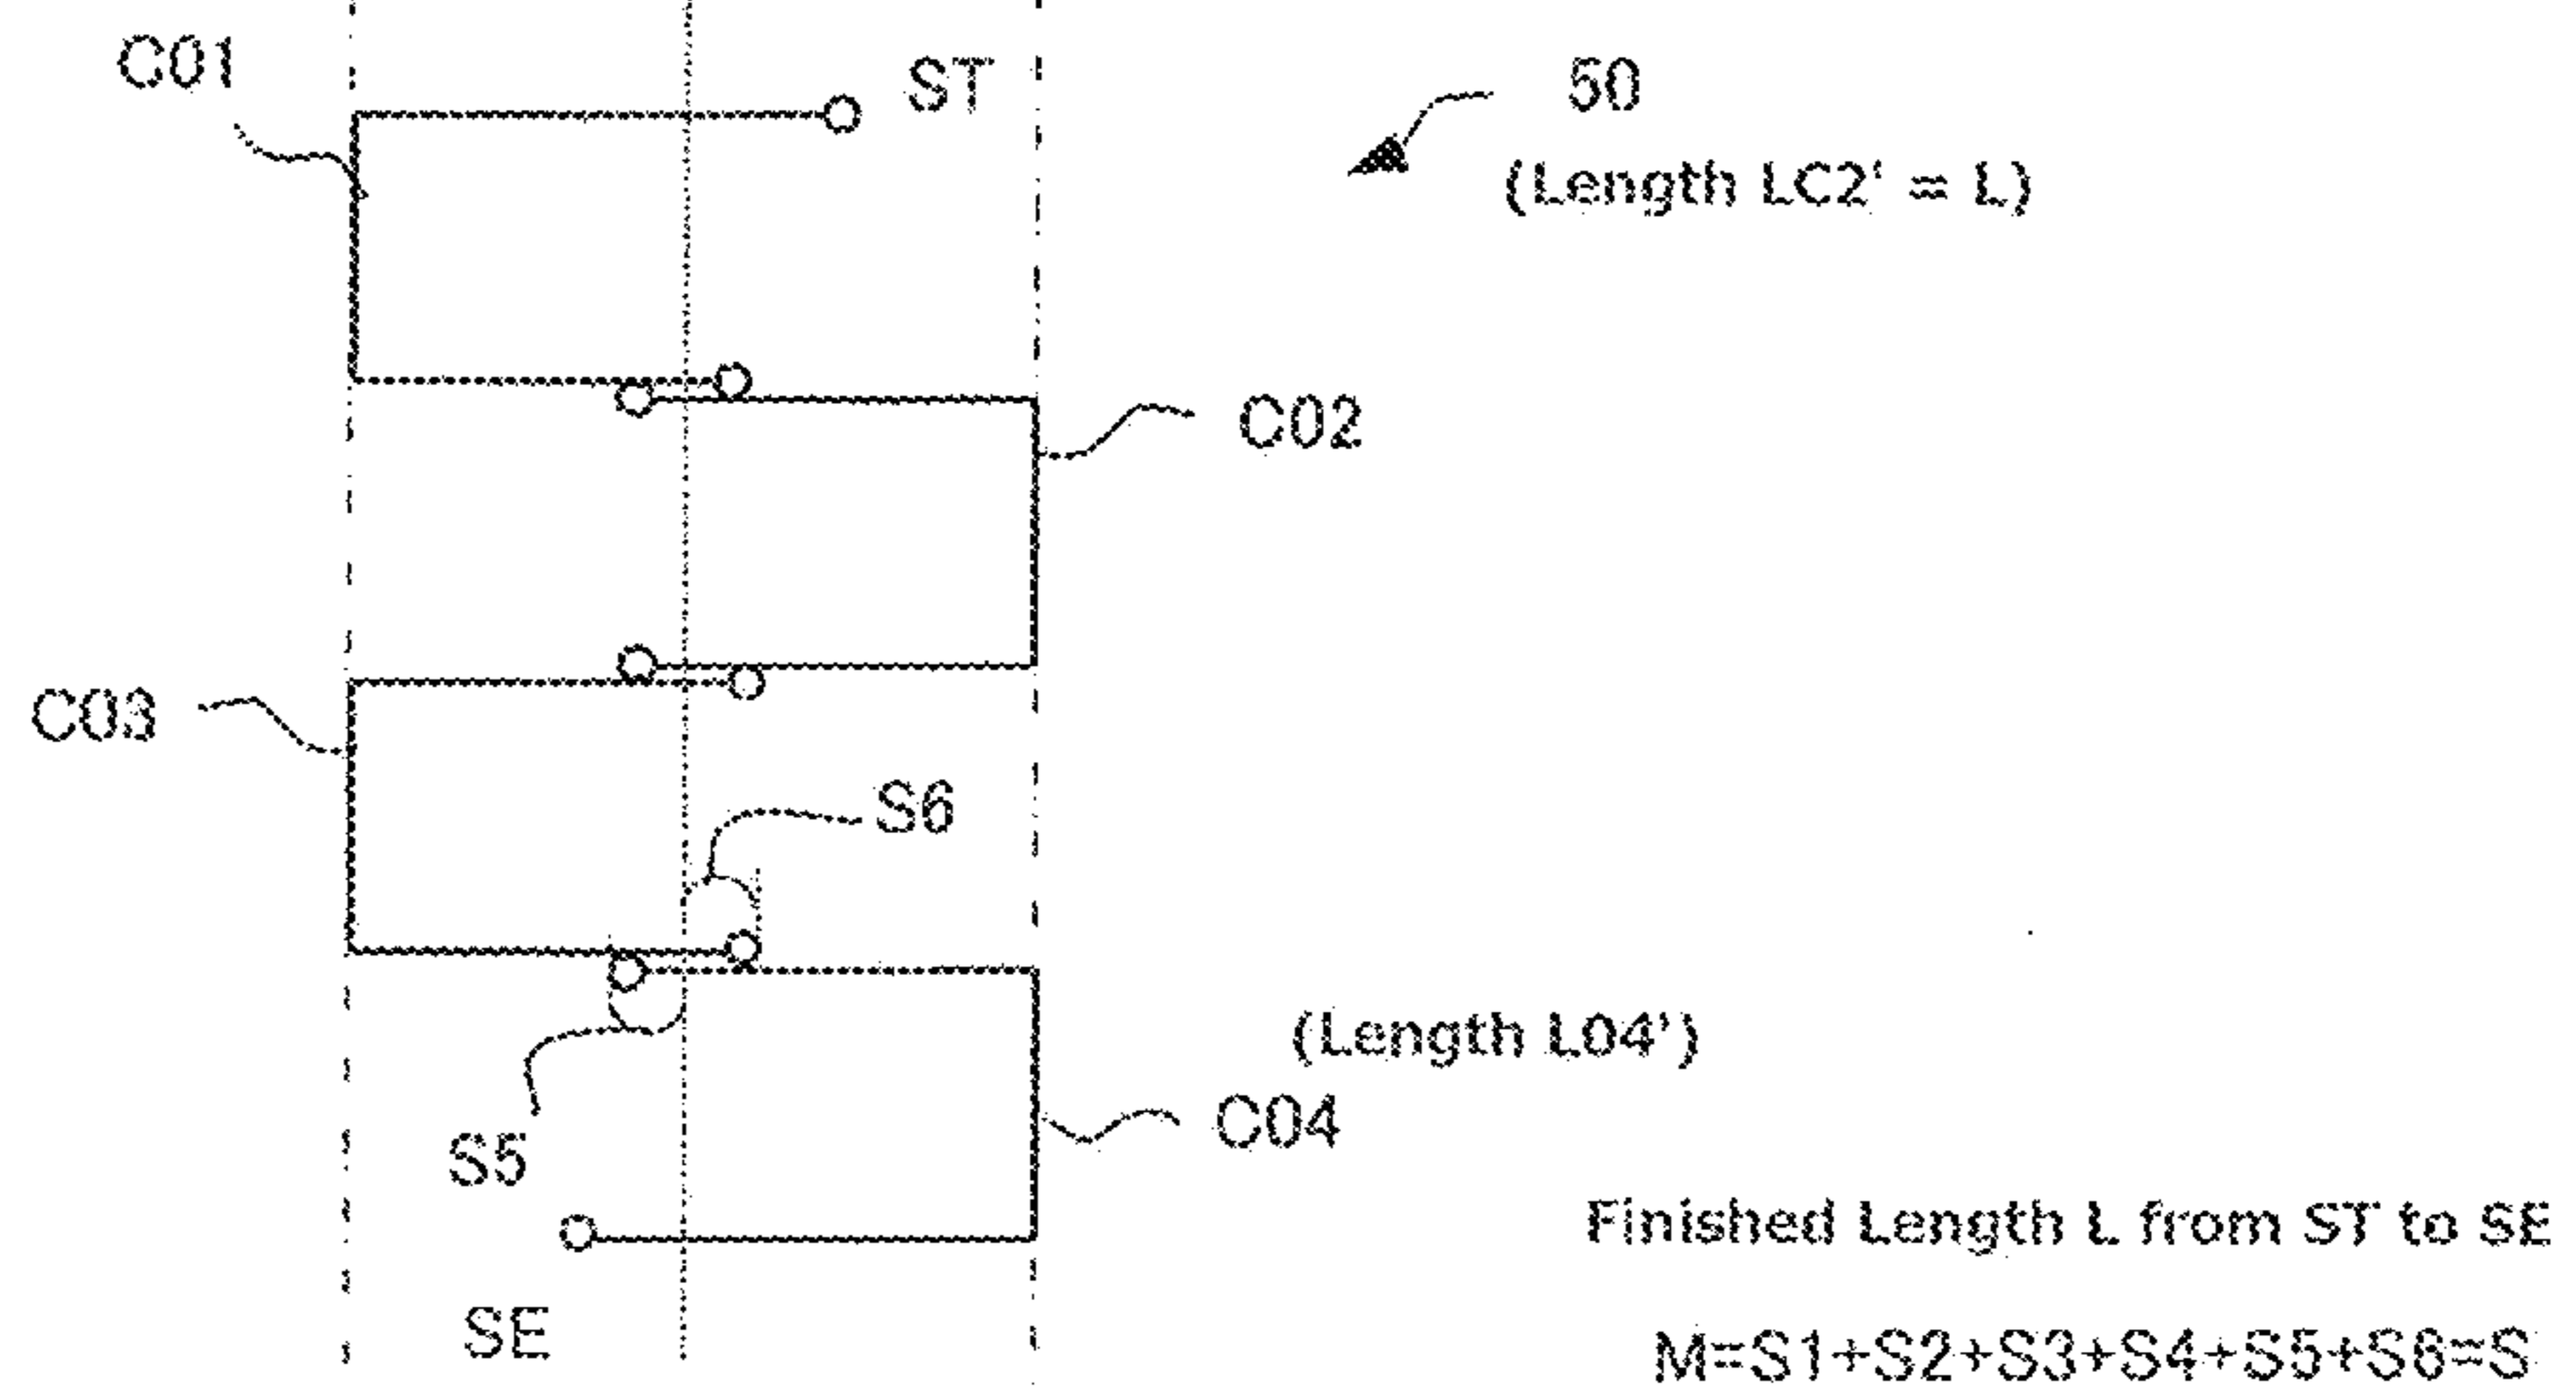 C01
ST
50
(Length LC2' = L)
C02
C03
S6
(Length L04')
C04
S5
Finished Length L from ST to SE
SE
M=S1+S2+S3+S4+S5+S6=S